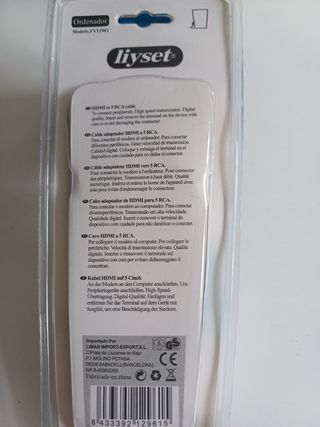 Ordenador
Modelo.FY12961
liyset®
HDMI to 5 RCA cable.
To connect peripherals. High speed transmission. Digital
quality. Insert and remove the terminal on the device with
care to avoid damaging the connector.
Cable adaptador HDMI a 5 RCA.
Para conectar el modem al ordenador. Para conectar
diferentes periféricos. Gran velocidad de transmisión.
Calidad digital. Coloque y extraiga el terminal en el
dispositivo con cuidado para no dañar el conector.
Câble adaptateur HDMI vers 5 RCA.
Pour connecter le modem à l'ordinateur. Pour connecter
des périphériques. Transmission à haut débit. Qualité
numérique. Insérez et retirez la borne de l'appareil avec
soin pour éviter d'endommager le connecteur.
Cabo adaptador de HDMI para 5 RCA.
Para conectar o modem ao computador. Para conectar
diversos periféricos. Transmissão em alta velocidade.
Qualidade digital. Insere e remover o terminal do
dispositivo com cuidado para não danificar o conector.
Cavo HDMI a 5 RCA.
Per collegare il modem al computer. Per collegare le
periferiche. Velocità di trasmissione elevata. Qualità
digitale. Inserire e rimuovere il terminale sul
dispositivo con cura per evitare di danneggiare il
connettore.
Kabel HDMI auf 5 Cinch.
An das Modem an den Computer anschließen. Um
Peripheriegeräte anschließen. High-Speed-
Übertragung. Digital-Qualität. Einfügen und
entfernen Sie das Terminal auf dem Gerät mit
Sorgfalt, um eine Beschädigung des Steckers.
Importado Por
LIMAR IMPORT-EXPORT,S.L.
C/Plata de Llucanes en Bajo
P.I.MOLINO POTASA
08208 SABADELL(BARCELONA)
NIF B-65952269
Fabricado en china
CE
8 433392 129615